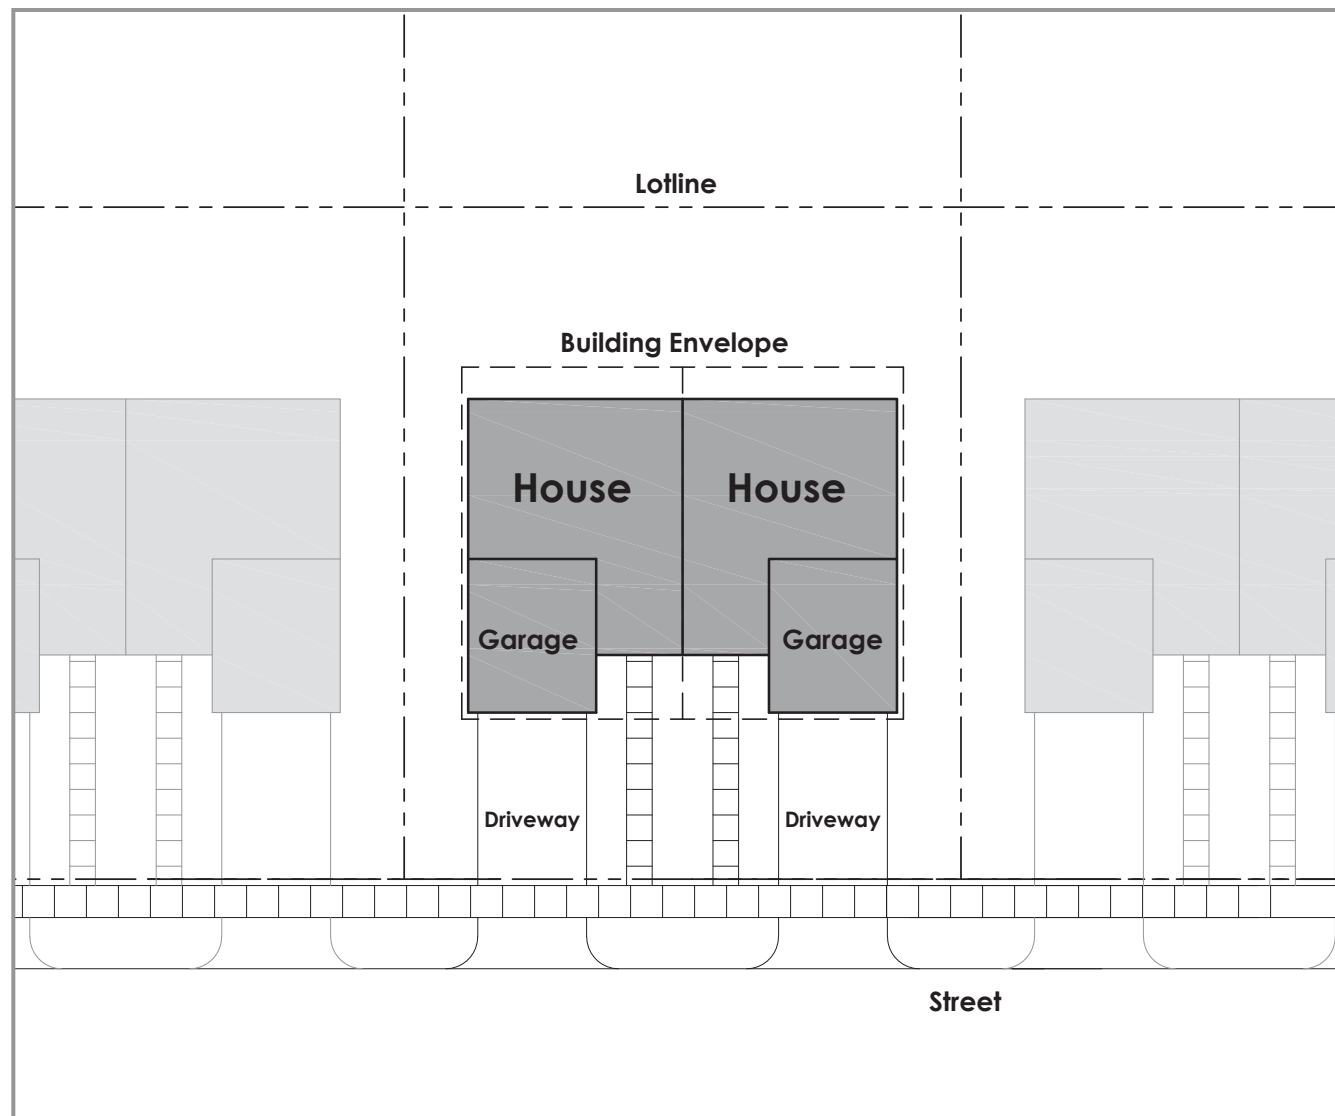 Lotline
Building Envelope
House House
Garage Garage
Driveway Driveway
Street